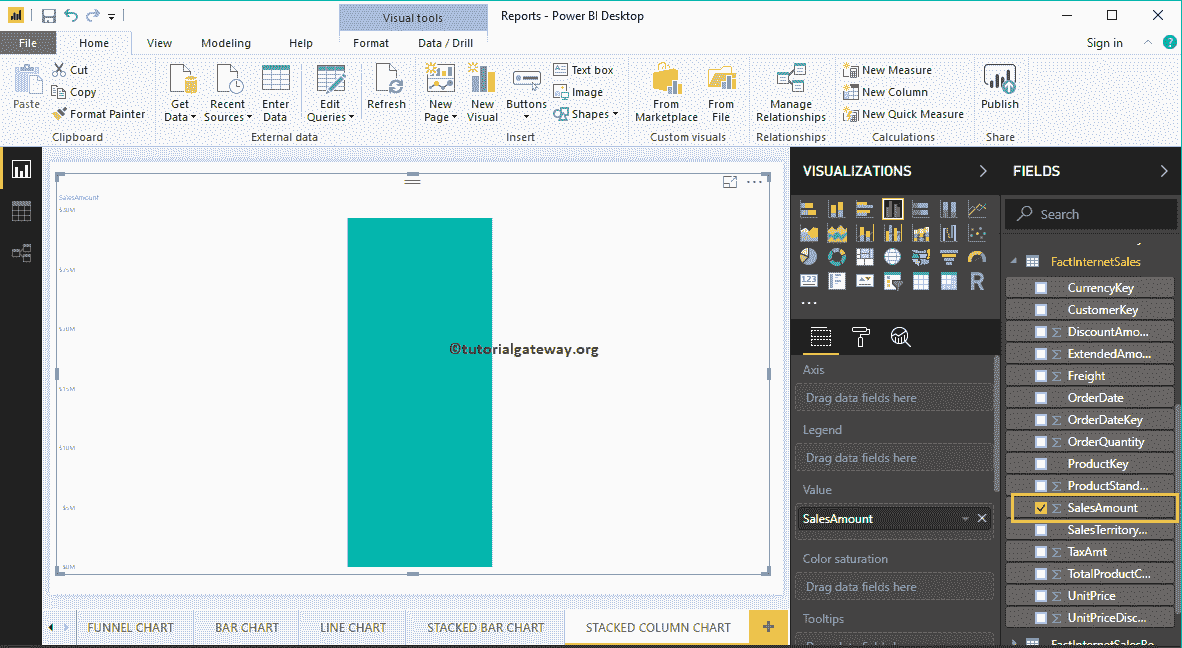 Visual tools
Reports - Power BI Desktop
File
Home
View
Modeling
Help
Format
Data / Drill
Sign in
?
Paste
Cut
Copy
Format Painter
Clipboard
Get Data
Recent Sources
Enter Data
Edit Queries
Refresh
External data
New Page
New Visual
Buttons
Text box
Image
Shapes
Insert
From Marketplace
From File
Custom visuals
Manage Relationships
Relationships
New Measure
New Column
New Quick Measure
Calculations
Publish
Share
SalesAmount
$30M
$25M
$20M
$15M
$10M
$5M
$0M
©tutorialgateway.org
VISUALIZATIONS
123
R
Axis
Drag data fields here
Legend
Drag data fields here
Value
SalesAmount
Color saturation
Drag data fields here
Tooltips
FIELDS
Search
FactInternetSales
CurrencyKey
CustomerKey
DiscountAmo...
ExtendedAmo...
Freight
OrderDate
OrderDateKey
OrderQuantity
ProductKey
ProductStand...
SalesAmount
SalesTerritory...
TaxAmt
TotalProductC...
UnitPrice
UnitPriceDisc...
FactInternetSalesRe...
FUNNEL CHART
BAR CHART
LINE CHART
STACKED BAR CHART
STACKED COLUMN CHART
+